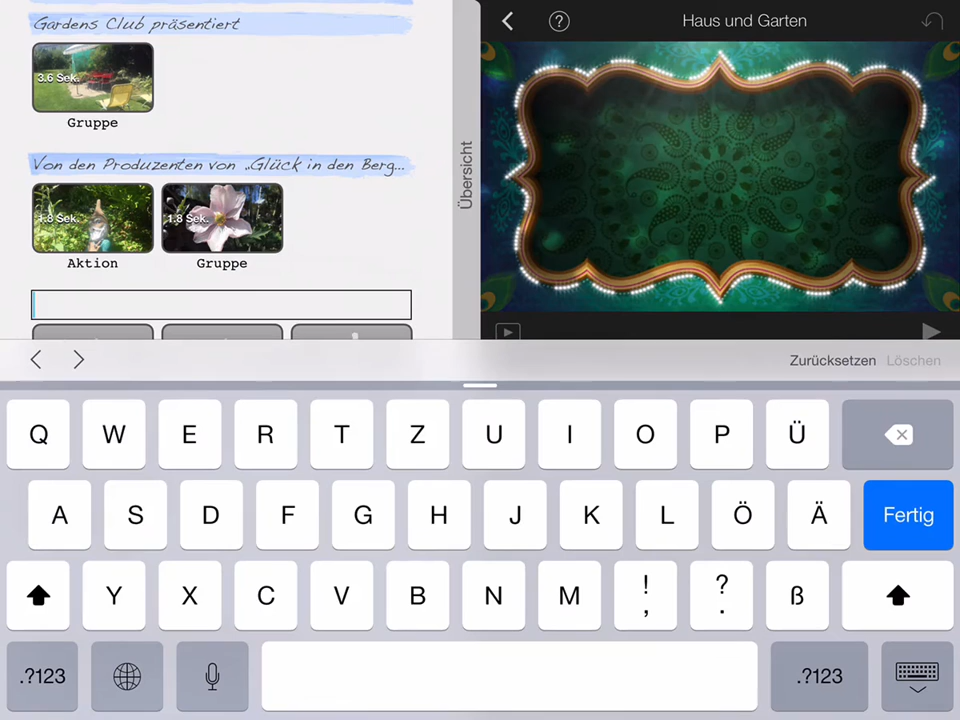 Gardens Club präsentiert
3.6 Sek.
Gruppe
Von den Produzenten von „Glück in den Berg...
1.8 Sek.
1.8 Sek.
Aktion
Gruppe
Übersicht
?
Haus und Garten
Zurücksetzen Löschen
Q W E R T Z U I O P Ü
A S D F G H J K L Ö Ä Fertig
Y X C V B N M ! , ? . ß
.?123 .?123